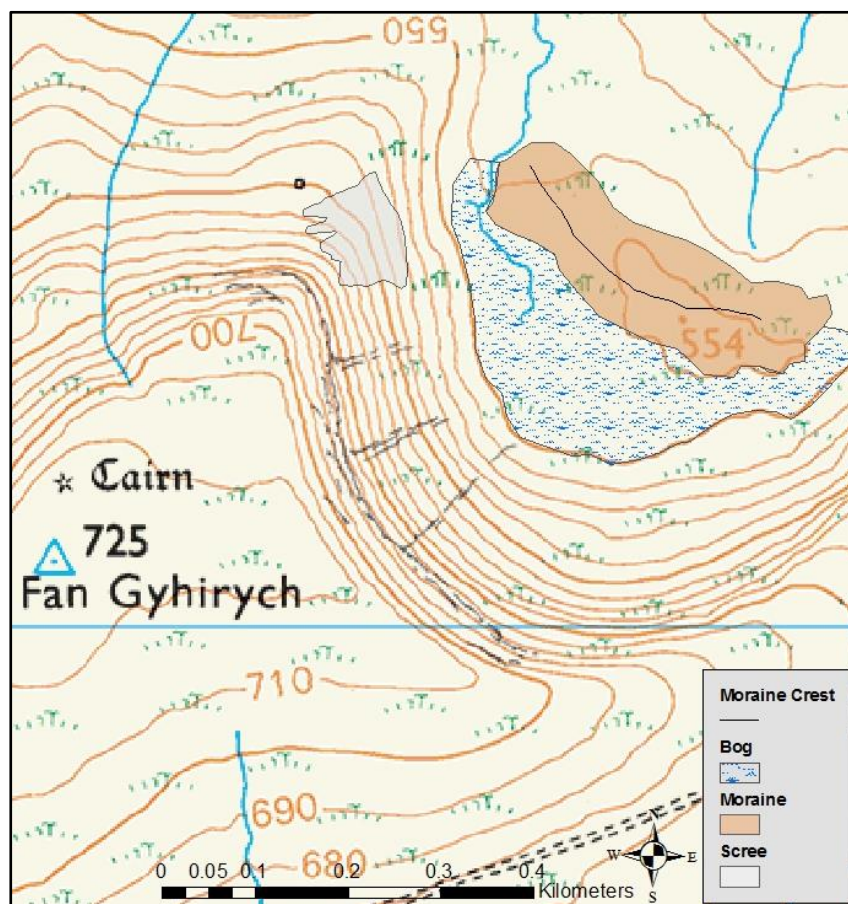 550
700
554
Cairn
725
Fan Gyhirych
710
690
680
Moraine Crest
Bog
Moraine
Scree
0 0.05 0.1 0.2 0.3 0.4
Kilometers
N
W E
S